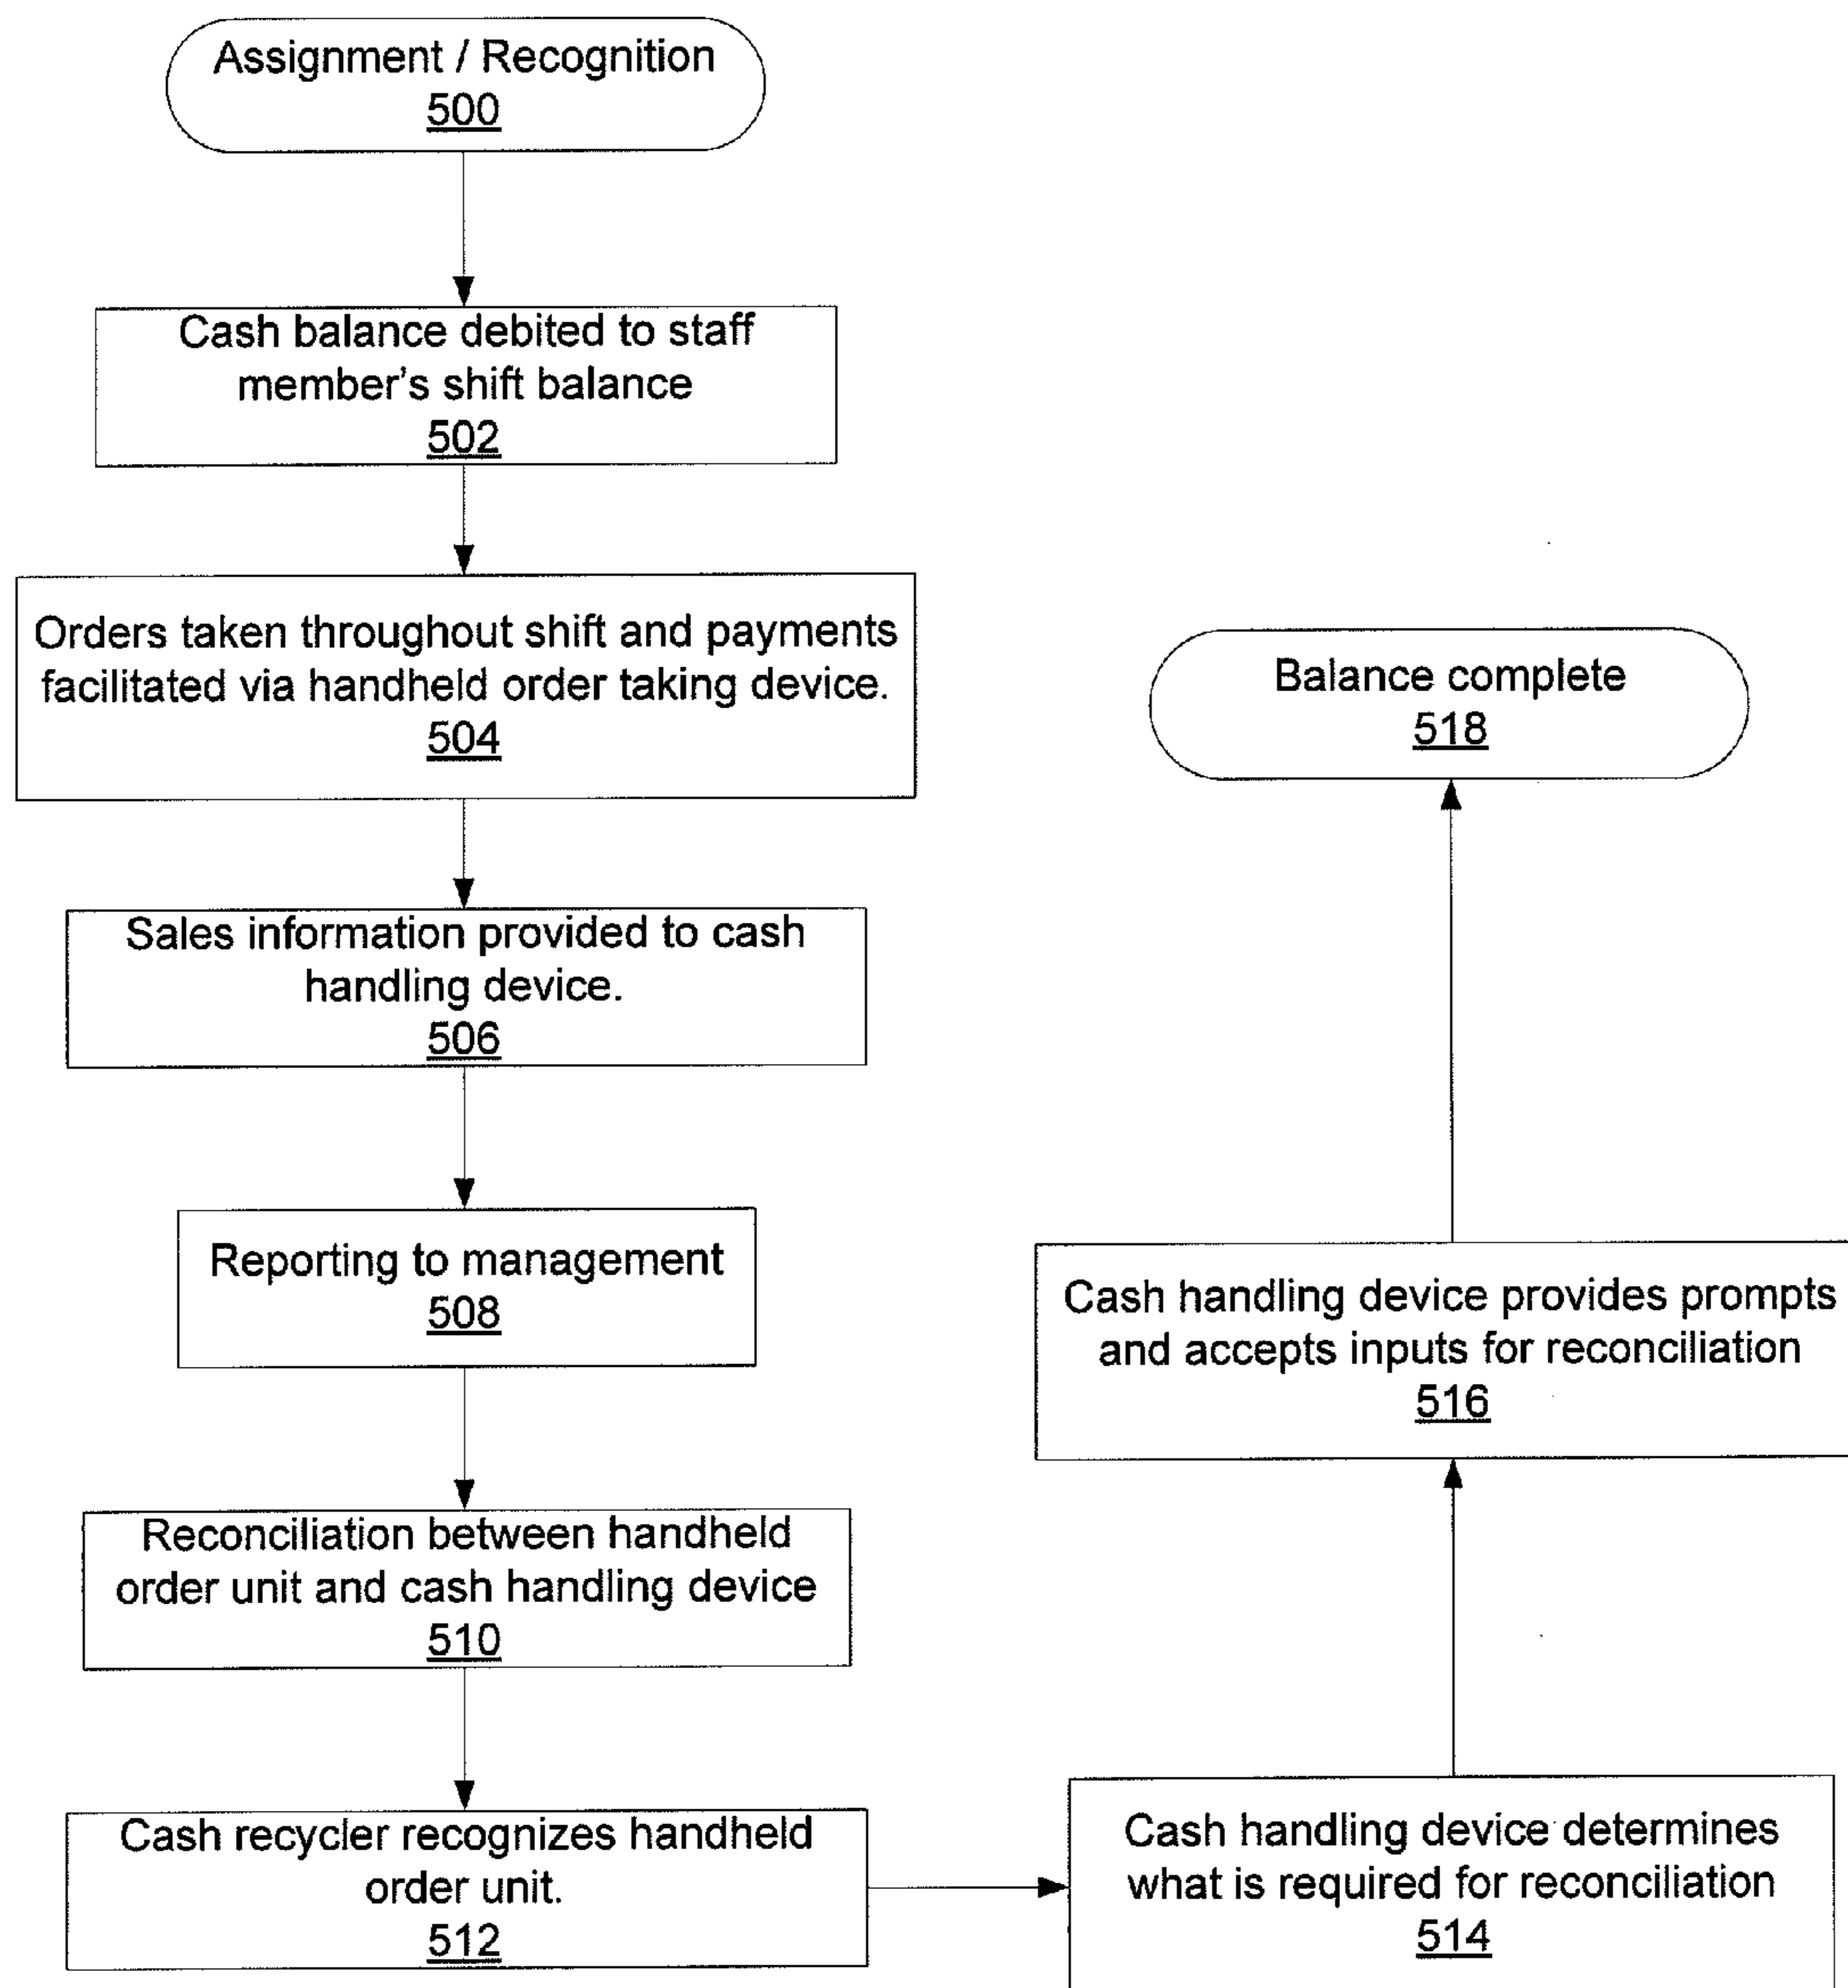 Assignment / Recognition
500
Cash balance debited to staff
member's shift balance
502
Orders taken throughout shift and payments
facilitated via handheld order taking device.
504
Sales information provided to cash
handling device.
506
Reporting to management
508
Reconciliation between handheld
order unit and cash handling device
510
Cash recycler recognizes handheld
order unit.
512
Cash handling device determines
what is required for reconciliation
514
Cash handling device provides prompts
and accepts inputs for reconciliation
516
Balance complete
518